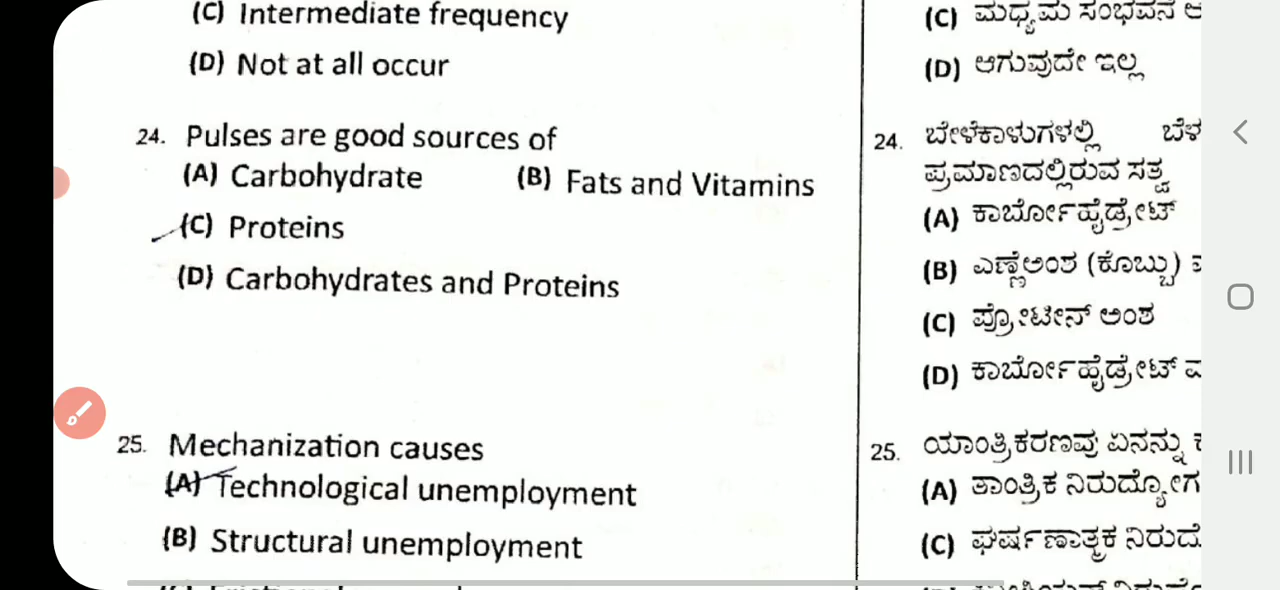 (C) Intermediate frequency
(D) Not at all occur
24. Pulses are good sources of
(A) Carbohydrate (B) Fats and Vitamins
(C) Proteins
(D) Carbohydrates and Proteins
25. Mechanization causes
(A) Technological unemployment
(B) Structural unemployment
(C) ಮಧ್ಯಮ ಸಂಭವನೆ
(D) ಆಗುವುದೇ ಇಲ್ಲ
24. ಬೇಳೆಕಾಳುಗಳಲ್ಲಿ
ಪ್ರಮಾಣದಲ್ಲಿರುವ ಸತ್ವ
(A) ಕಾರ್ಬೋಹೈಡ್ರೇಟ್
(B) ಎಣ್ಣೆಅಂಶ (ಕೊಬ್ಬು)
(C) ಪ್ರೋಟೀನ್ ಅಂಶ
(D) ಕಾರ್ಬೋಹೈಡ್ರೇಟ್
25. ಯಾಂತ್ರಿಕರಣವು ಏನನ್ನು
(A) ತಾಂತ್ರಿಕ ನಿರುದ್ಯೋಗ
(C) ಘರ್ಷಣಾತ್ಮಕ